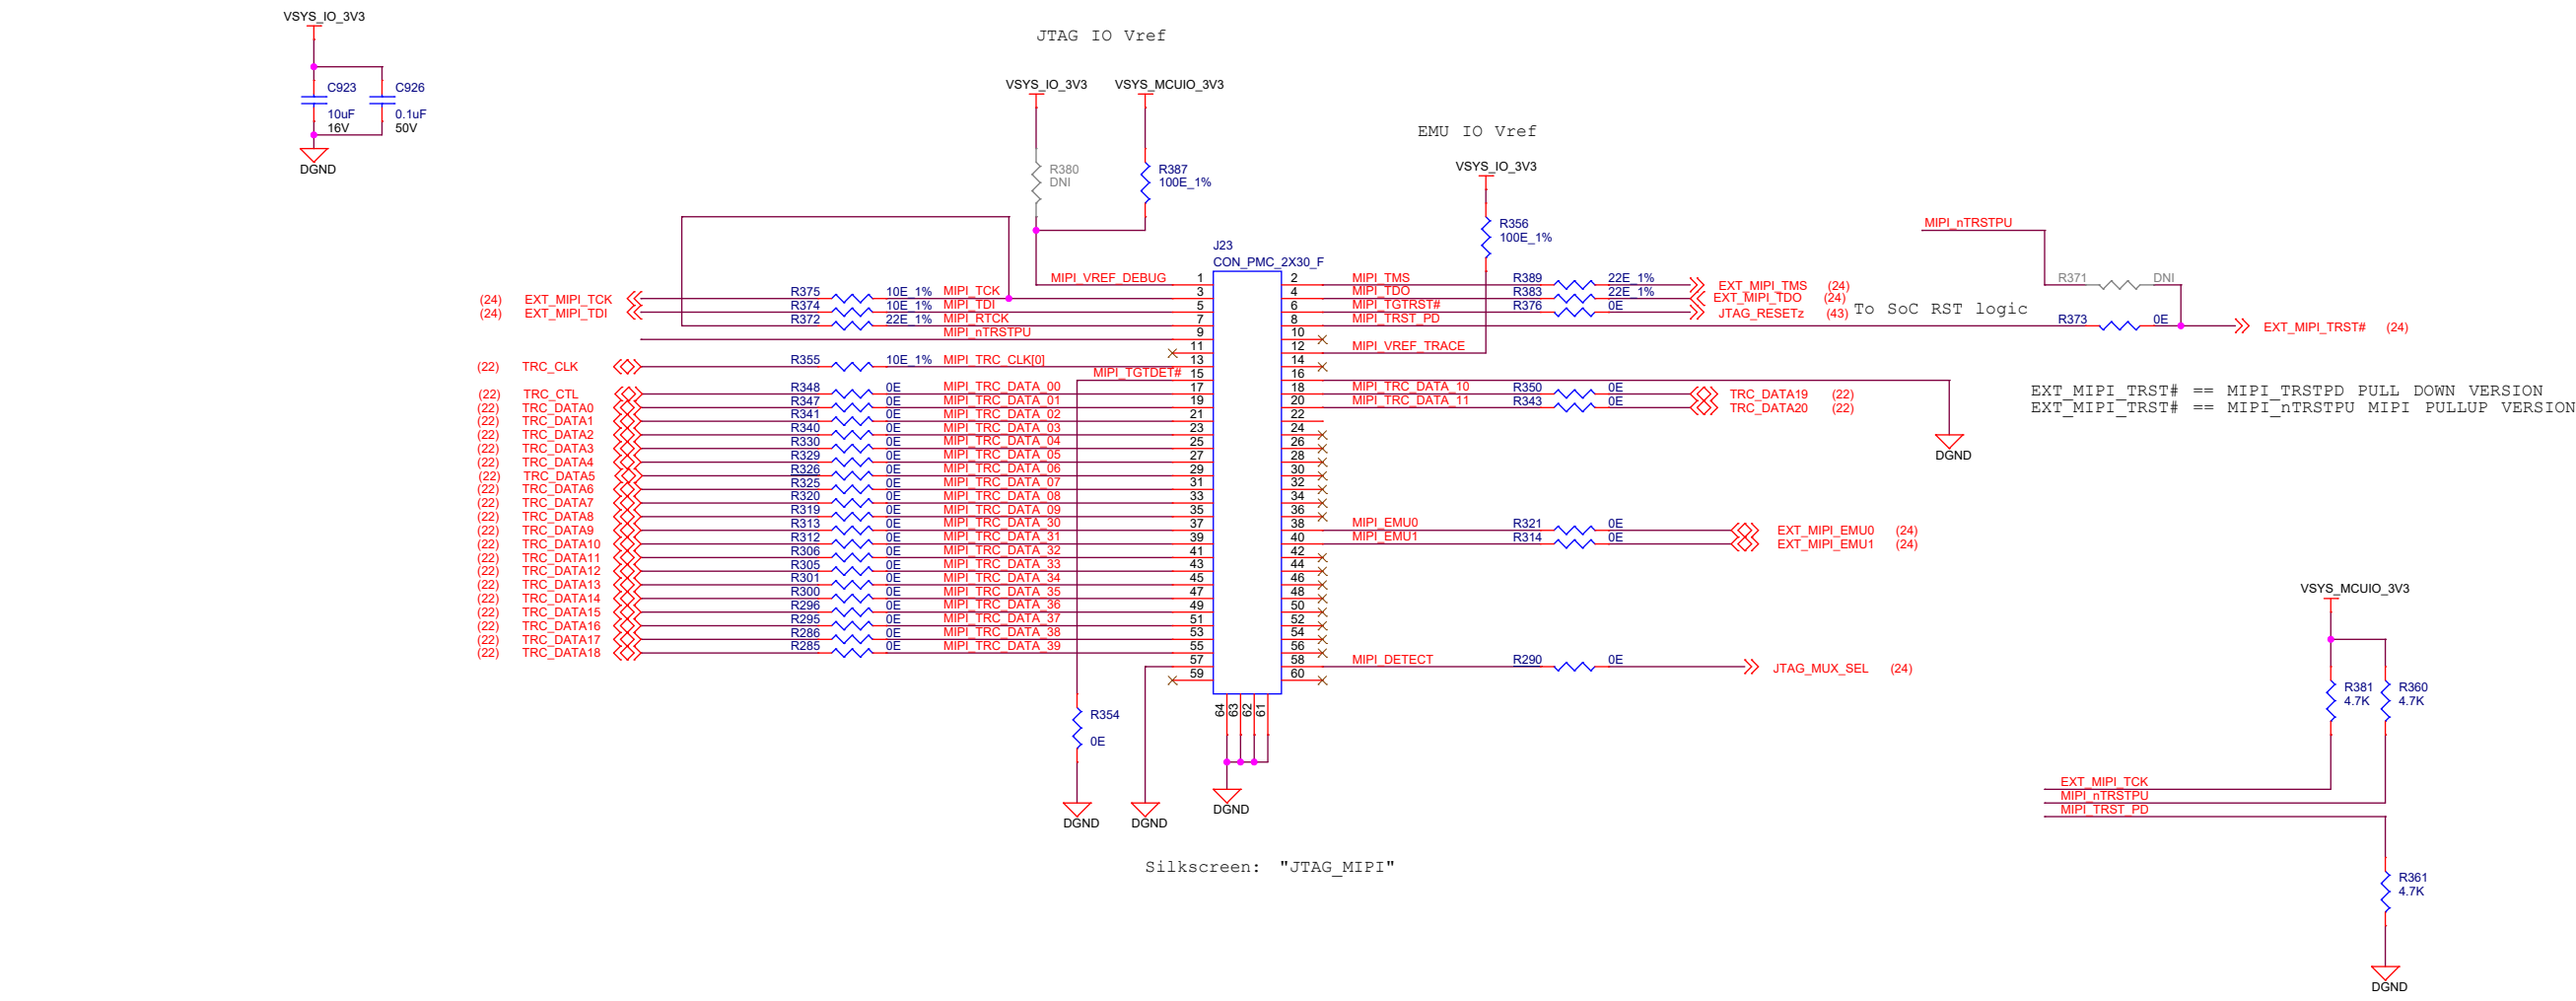 VSYS_IO_3V3
C923
10uF
16V
C926
0.1uF
50V
DGND
JTAG IO Vref
VSYS_IO_3V3 VSYS_MCUIO_3V3
R380
DNI
R387
100E_1%
EMU IO Vref
VSYS_IO_3V3
R356
100E_1%
J23
CON_PMC_2X30_F
MIPI_VREF_DEBUG 1
(24) EXT_MIPI_TCK R375 10E_1% MIPI_TCK 3
(24) EXT_MIPI_TDI R374 10E_1% MIPI_TDI 5
R372 22E_1% MIPI_RTCK 7
MIPI_nTRSTPU 9
11
(22) TRC_CLK R355 10E_1% MIPI_TRC_CLK[0] 13
MIPI_TGTDET# 15
(22) TRC_CTL R348 0E MIPI_TRC_DATA_00 17
(22) TRC_DATA0 R347 0E MIPI_TRC_DATA_01 19
(22) TRC_DATA1 R341 0E MIPI_TRC_DATA_02 21
(22) TRC_DATA2 R340 0E MIPI_TRC_DATA_03 23
(22) TRC_DATA3 R330 0E MIPI_TRC_DATA_04 25
(22) TRC_DATA4 R329 0E MIPI_TRC_DATA_05 27
(22) TRC_DATA5 R326 0E MIPI_TRC_DATA_06 29
(22) TRC_DATA6 R325 0E MIPI_TRC_DATA_07 31
(22) TRC_DATA7 R320 0E MIPI_TRC_DATA_08 33
(22) TRC_DATA8 R319 0E MIPI_TRC_DATA_09 35
(22) TRC_DATA9 R313 0E MIPI_TRC_DATA_30 37
(22) TRC_DATA10 R312 0E MIPI_TRC_DATA_31 39
(22) TRC_DATA11 R306 0E MIPI_TRC_DATA_32 41
(22) TRC_DATA12 R305 0E MIPI_TRC_DATA_33 43
(22) TRC_DATA13 R301 0E MIPI_TRC_DATA_34 45
(22) TRC_DATA14 R300 0E MIPI_TRC_DATA_35 47
(22) TRC_DATA15 R296 0E MIPI_TRC_DATA_36 49
(22) TRC_DATA16 R295 0E MIPI_TRC_DATA_37 51
(22) TRC_DATA17 R286 0E MIPI_TRC_DATA_38 53
(22) TRC_DATA18 R285 0E MIPI_TRC_DATA_39 55
57
59
2 MIPI_TMS R389 22E_1% EXT_MIPI_TMS (24)
4 MIPI_TDO R383 22E_1% EXT_MIPI_TDO (24)
6 MIPI_TGTRST# R376 0E JTAG_RESETz (43) To SoC RST logic
8 MIPI_TRST_PD R373 0E EXT_MIPI_TRST# (24)
10
12 MIPI_VREF_TRACE
14
16
18 MIPI_TRC_DATA_10 R350 0E TRC_DATA19 (22)
20 MIPI_TRC_DATA_11 R343 0E TRC_DATA20 (22)
22
24
26
28
30
32
34
36
38 MIPI_EMU0 R321 0E EXT_MIPI_EMU0 (24)
40 MIPI_EMU1 R314 0E EXT_MIPI_EMU1 (24)
42
44
46
48
50
52
54
56
58 MIPI_DETECT R290 0E JTAG_MUX_SEL (24)
60
64 63 62 61
DGND
R354
0E
DGND
DGND
DGND
MIPI_nTRSTPU
R371 DNI
EXT_MIPI_TRST# == MIPI_TRSTPD PULL DOWN VERSION
EXT_MIPI_TRST# == MIPI_nTRSTPU MIPI PULLUP VERSION
VSYS_MCUIO_3V3
R381
4.7K
R360
4.7K
EXT_MIPI_TCK
MIPI_nTRSTPU
MIPI_TRST_PD
R361
4.7K
DGND
Silkscreen: "JTAG_MIPI"